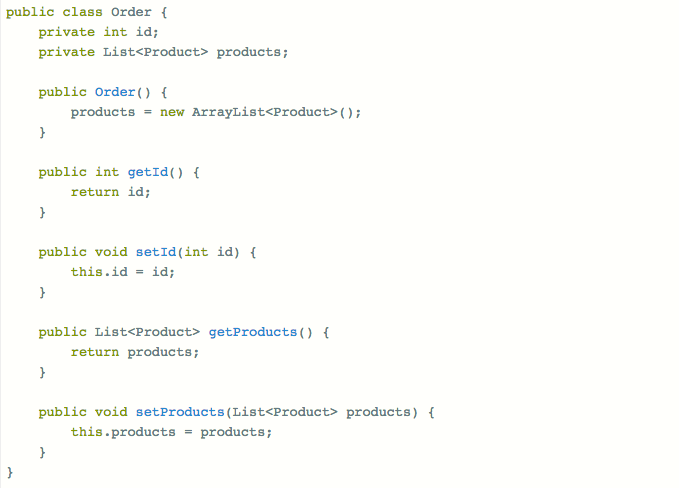 public class Order {
    private int id;
    private List<Product> products;

    public Order() {
        products = new ArrayList<Product>();
    }

    public int getId() {
        return id;
    }

    public void setId(int id) {
        this.id = id;
    }

    public List<Product> getProducts() {
        return products;
    }

    public void setProducts(List<Product> products) {
        this.products = products;
    }
}